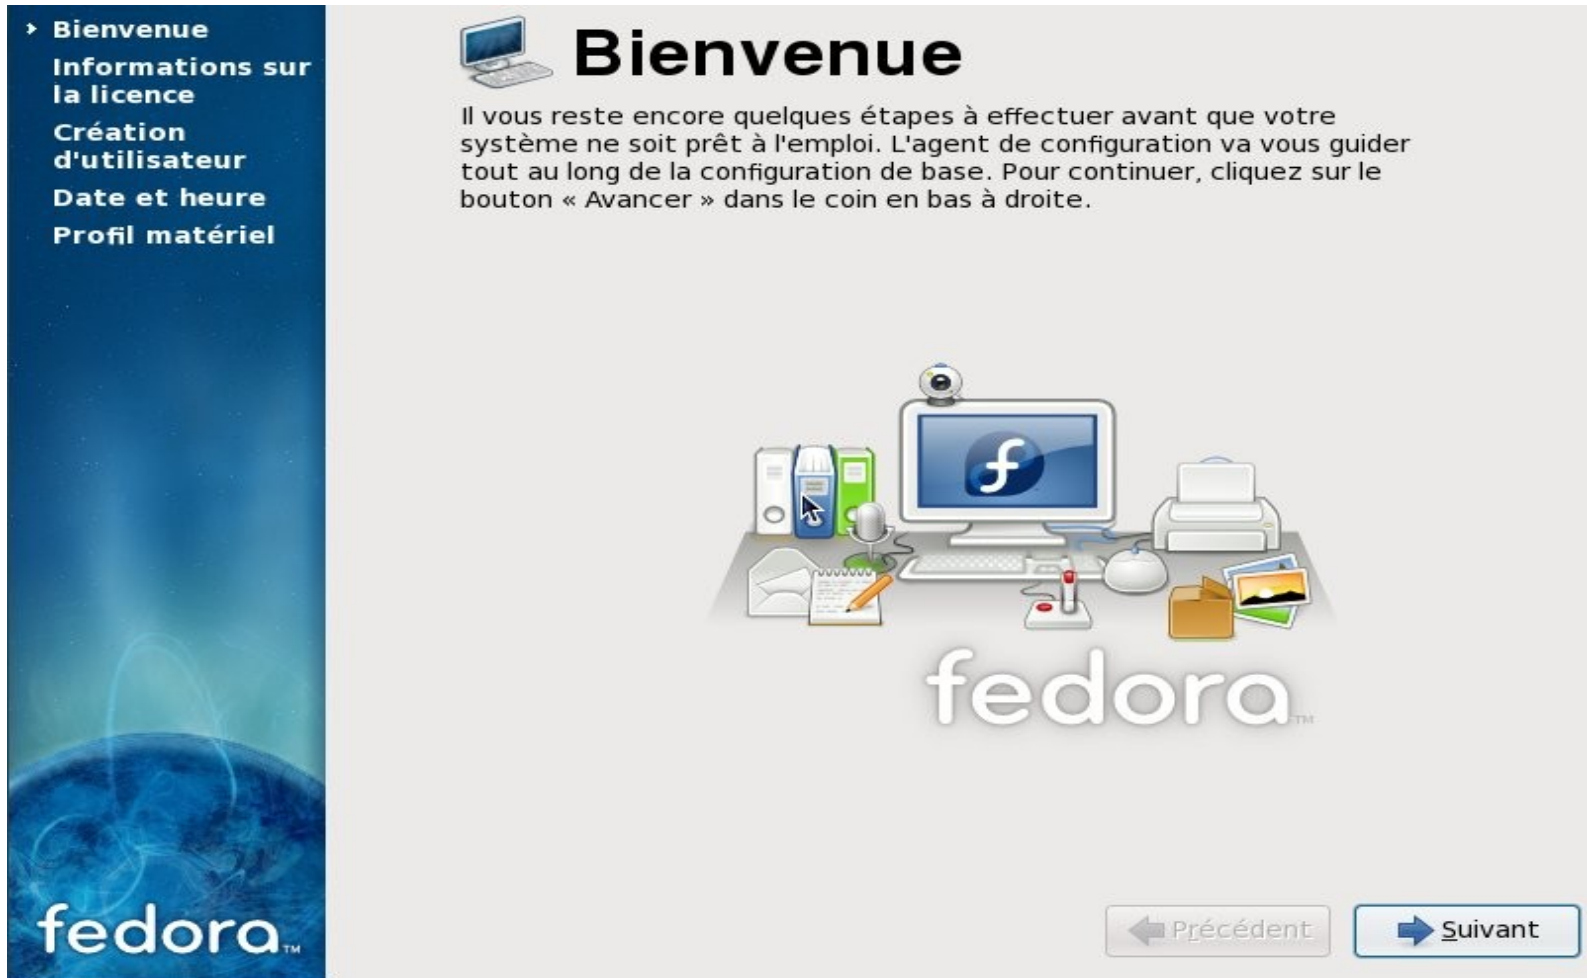 Bienvenue
Informations sur
la licence
Création
d'utilisateur
Date et heure
Profil matériel
fedora™
Bienvenue
Il vous reste encore quelques étapes à effectuer avant que votre
système ne soit prêt à l'emploi. L'agent de configuration va vous guider
tout au long de la configuration de base. Pour continuer, cliquez sur le
bouton « Avancer » dans le coin en bas à droite.
fedora™
Précédent
Suivant